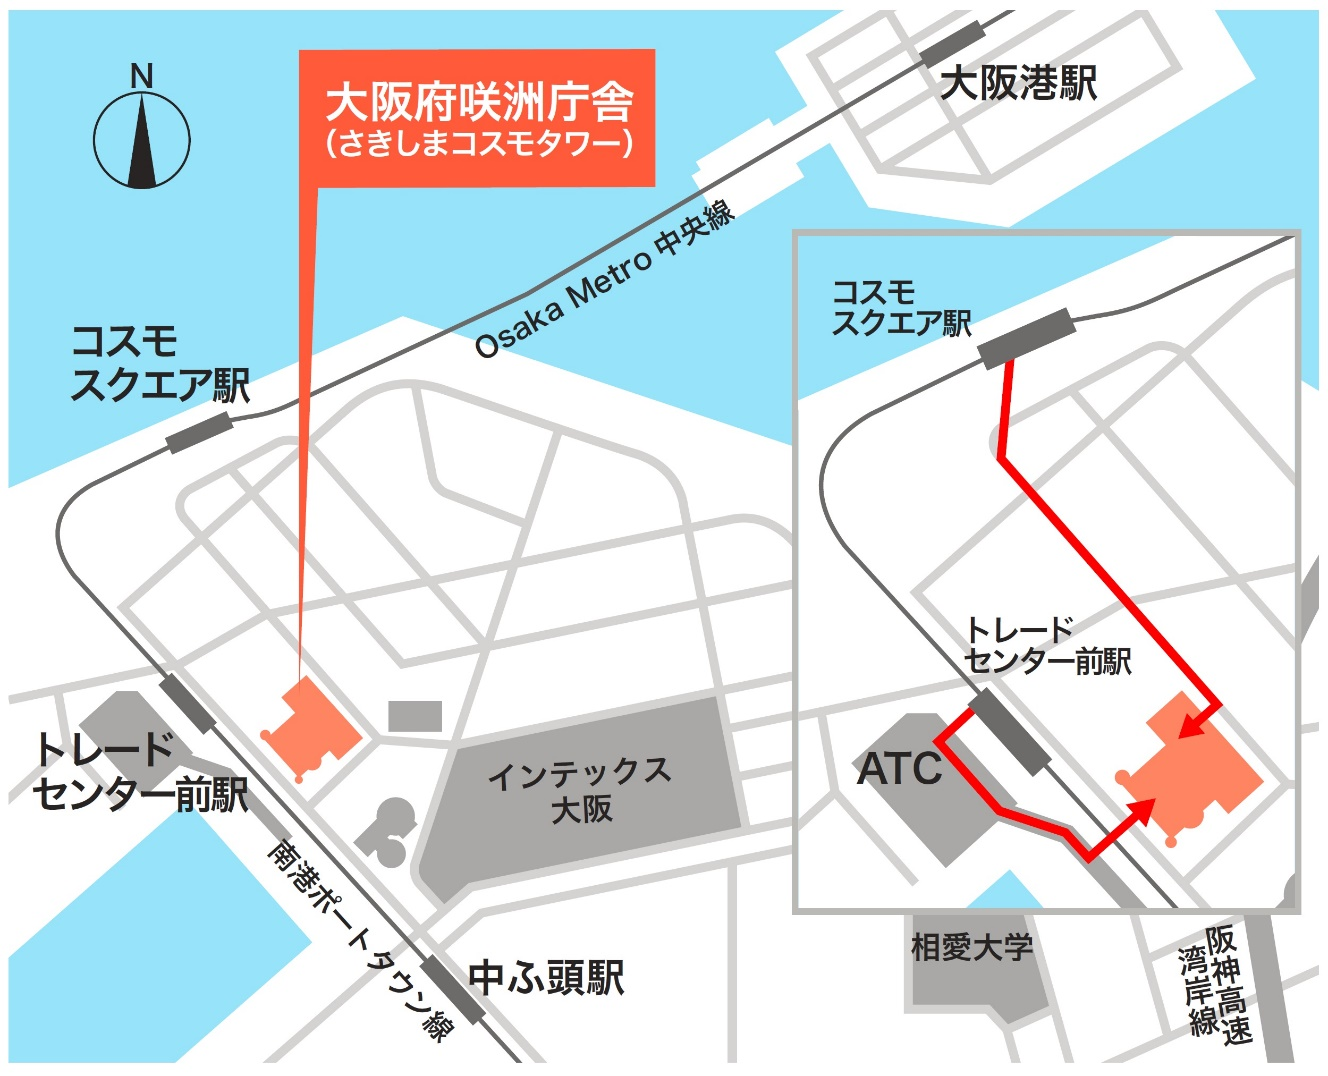 N
大阪府咲洲庁舎
（さきしまコスモタワー）
大阪港駅
Osaka Metro 中央線
コスモ
スクエア駅
コスモ
スクエア駅
トレード
センター前駅
ATC
トレード
センター前駅
インテックス
大阪
南港ポートタウン線
中ふ頭駅
相愛大学
阪神高速
湾岸線